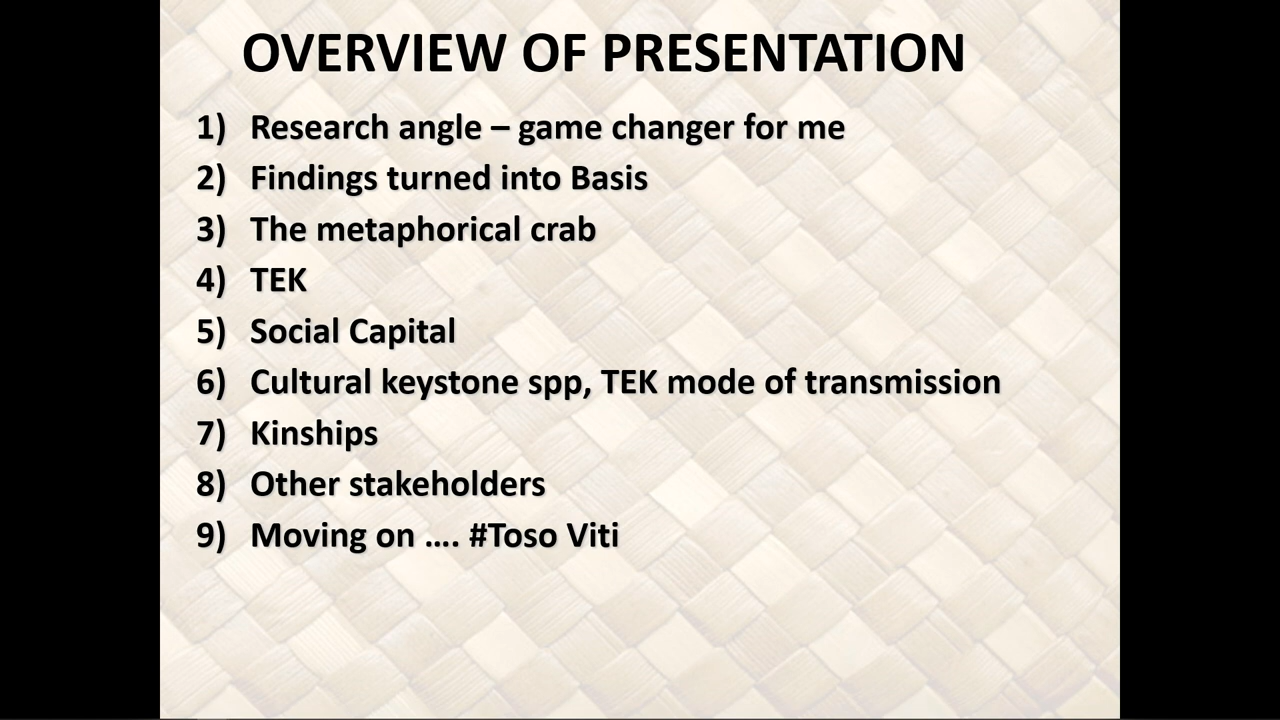 OVERVIEW OF PRESENTATION
1) Research angle – game changer for me
2) Findings turned into Basis
3) The metaphorical crab
4) TEK
5) Social Capital
6) Cultural keystone spp, TEK mode of transmission
7) Kinships
8) Other stakeholders
9) Moving on .... #Toso Viti